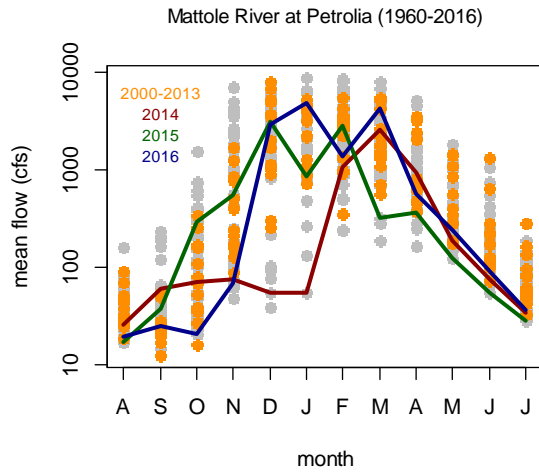 Mattole River at Petrolia (1960-2016)
10000
1000
100
10
mean flow (cfs)
2000-2013
2014
2015
2016
A S O N D J F M A M J J
month